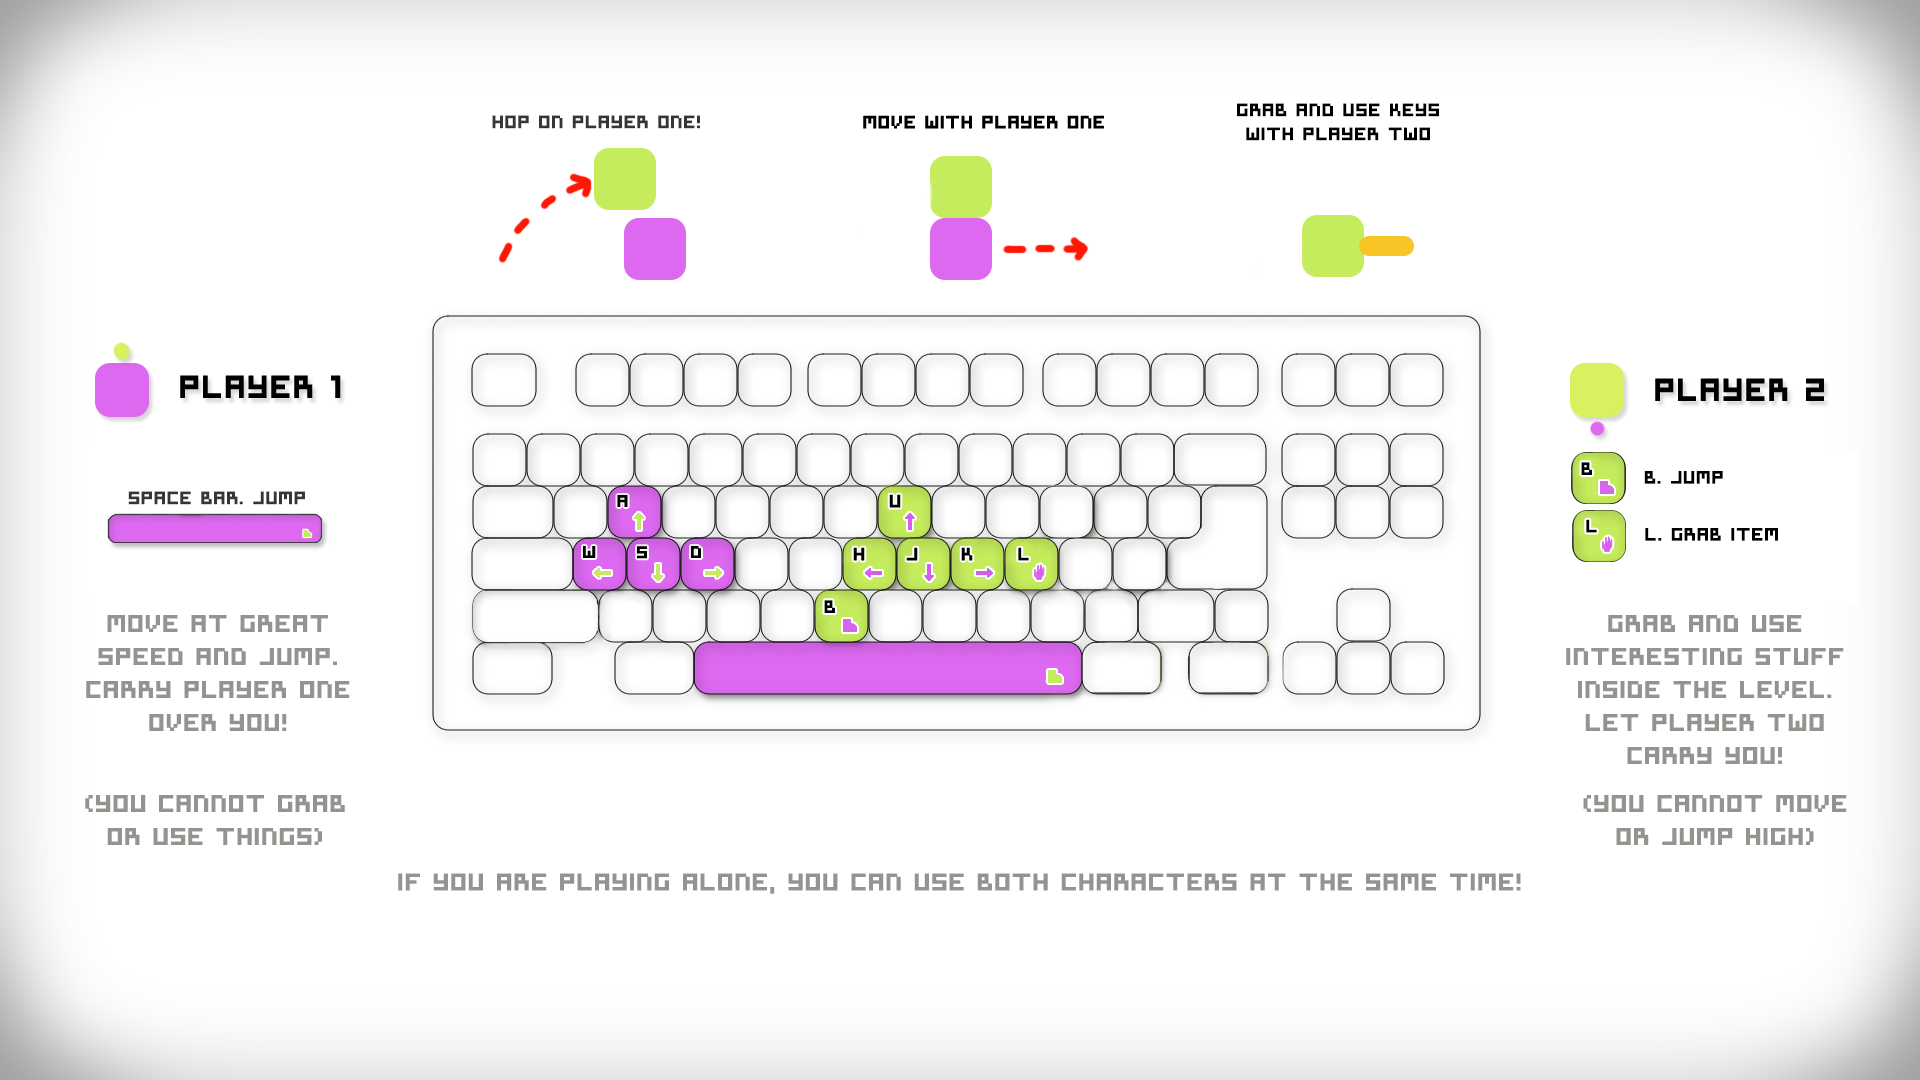 HOP ON PLAYER ONE!
MOVE WITH PLAYER ONE
GRAB AND USE KEYS
WITH PLAYER TWO
PLAYER 1
SPACE BAR. JUMP
MOVE AT GREAT
SPEED AND JUMP.
CARRY PLAYER ONE
OVER YOU!
(YOU CANNOT GRAB
OR USE THINGS)
A
U
W
S
D
H
J
K
L
B
PLAYER 2
B
B. JUMP
L
L. GRAB ITEM
GRAB AND USE
INTERESTING STUFF
INSIDE THE LEVEL.
LET PLAYER TWO
CARRY YOU!
(YOU CANNOT MOVE
OR JUMP HIGH)
IF YOU ARE PLAYING ALONE, YOU CAN USE BOTH CHARACTERS AT THE SAME TIME!